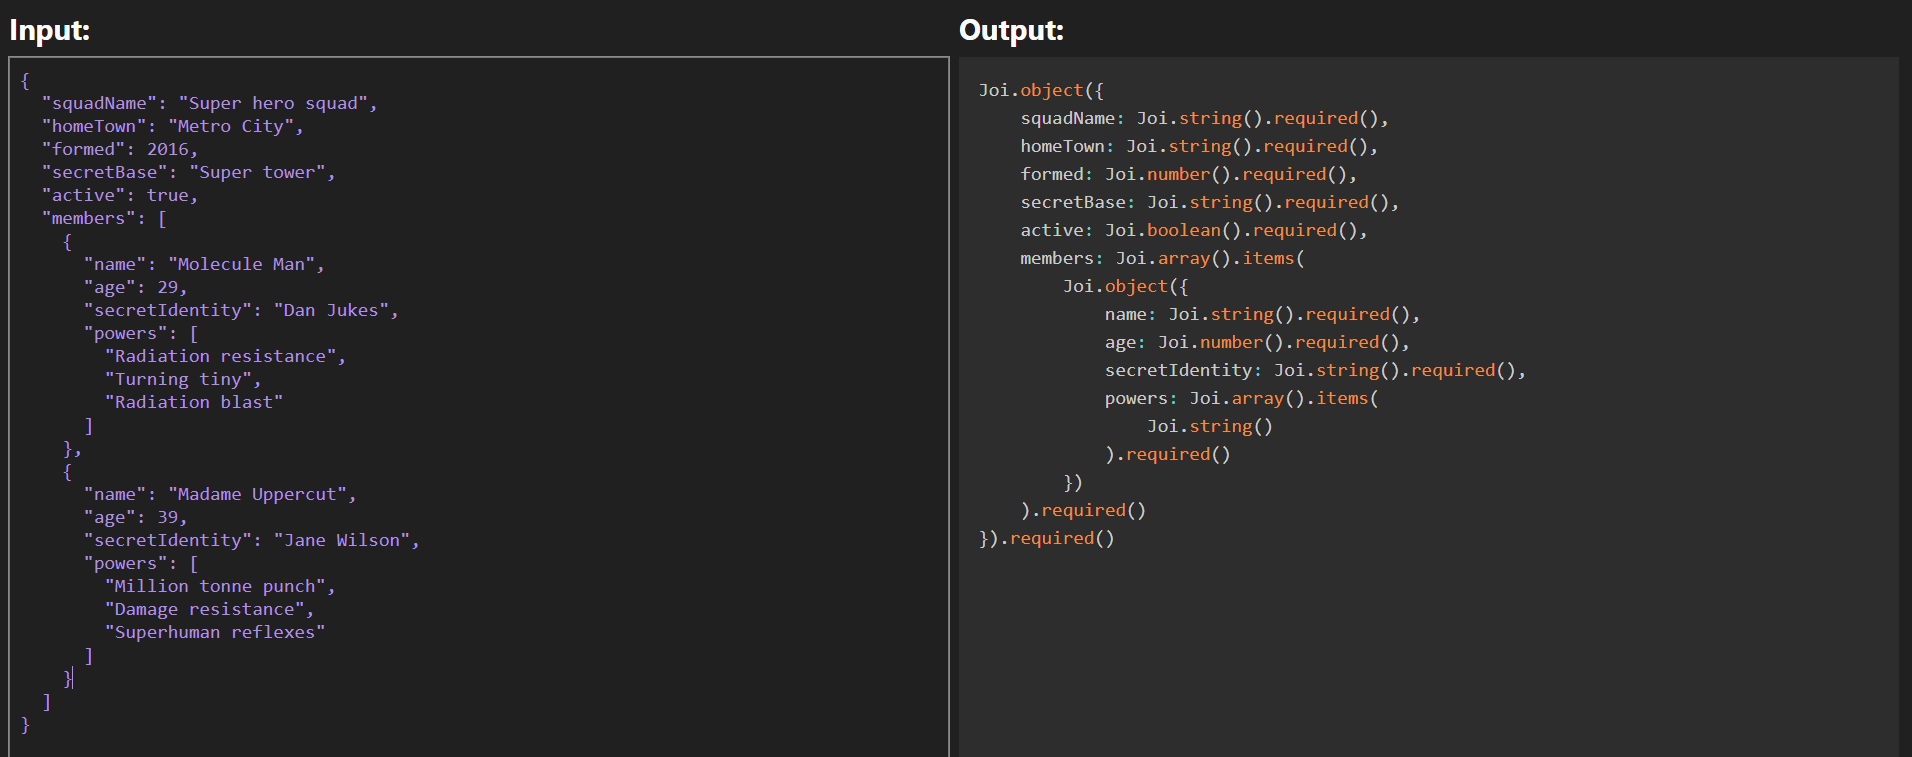 Input:
{
  "squadName": "Super hero squad",
  "homeTown": "Metro City",
  "formed": 2016,
  "secretBase": "Super tower",
  "active": true,
  "members": [
    {
      "name": "Molecule Man",
      "age": 29,
      "secretIdentity": "Dan Jukes",
      "powers": [
        "Radiation resistance",
        "Turning tiny",
        "Radiation blast"
      ]
    },
    {
      "name": "Madame Uppercut",
      "age": 39,
      "secretIdentity": "Jane Wilson",
      "powers": [
        "Million tonne punch",
        "Damage resistance",
        "Superhuman reflexes"
      ]
    }
  ]
}
Output:
Joi.object({
    squadName: Joi.string().required(),
    homeTown: Joi.string().required(),
    formed: Joi.number().required(),
    secretBase: Joi.string().required(),
    active: Joi.boolean().required(),
    members: Joi.array().items(
        Joi.object({
            name: Joi.string().required(),
            age: Joi.number().required(),
            secretIdentity: Joi.string().required(),
            powers: Joi.array().items(
                Joi.string()
            ).required()
        })
    ).required()
}).required()